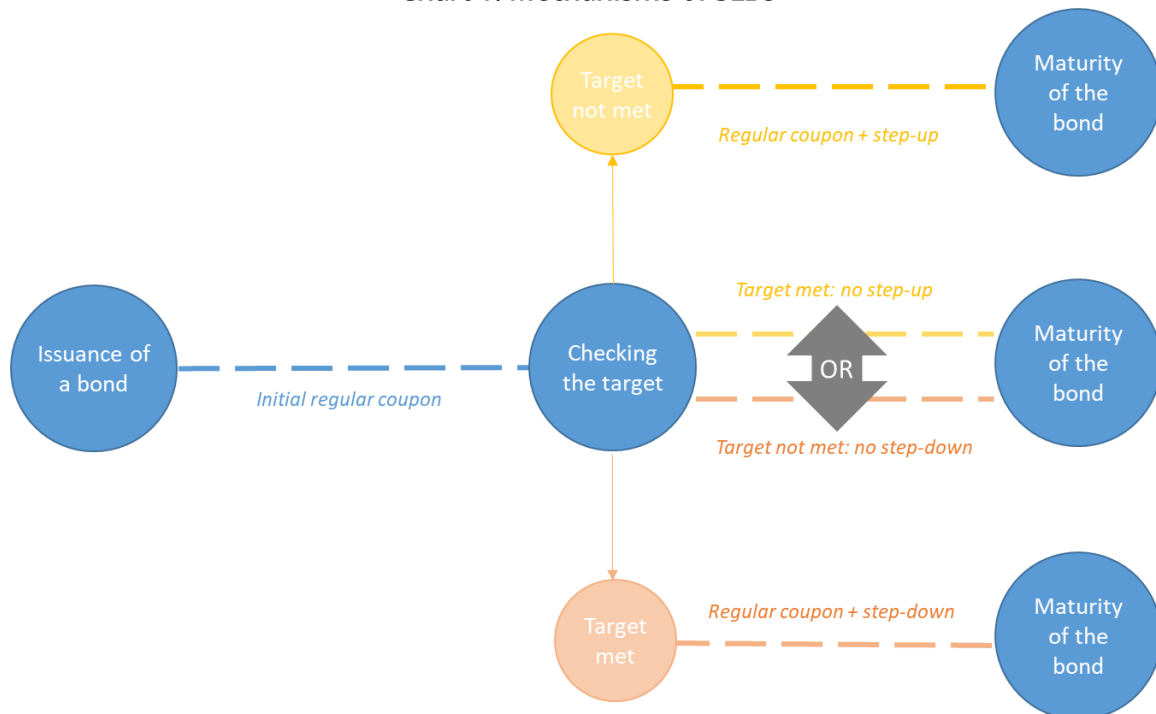 Target
not met
Regular coupon + step-up
Maturity
of the
bond
Issuance of
a bond
Initial regular coupon
Checking
the target
Target met: no step-up
OR
Target not met: no step-down
Maturity
of the
bond
Target
met
Regular coupon + step-down
Maturity
of the
bond